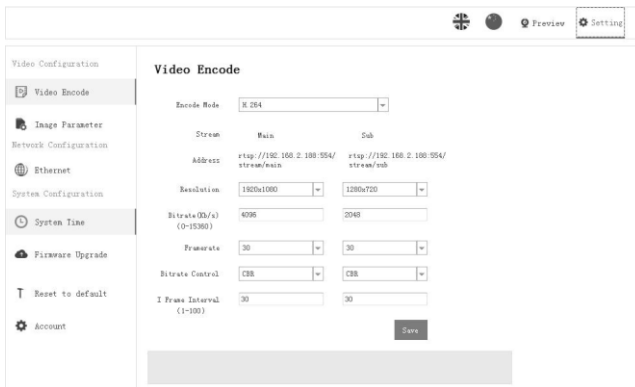 Preview
Setting
Video Configuration
Video Encode
Image Parameter
Network Configuration
Ethernet
System Configuration
System Time
Firmware Upgrade
Reset to default
Account
Video Encode
Encode Mode H 264
Stream Main Sub
Address rtsp://192.168.2.188:554/ rtsp://192.168.2.188:554/
stream/main stream/sub
Resolution 1920x1080 1280x720
Bitrate(Kb/s) 4096 2048
(0-15360)
Framerate 30 30
Bitrate Control CBR CBR
I Frame Interval 30 30
(1-100)
Save